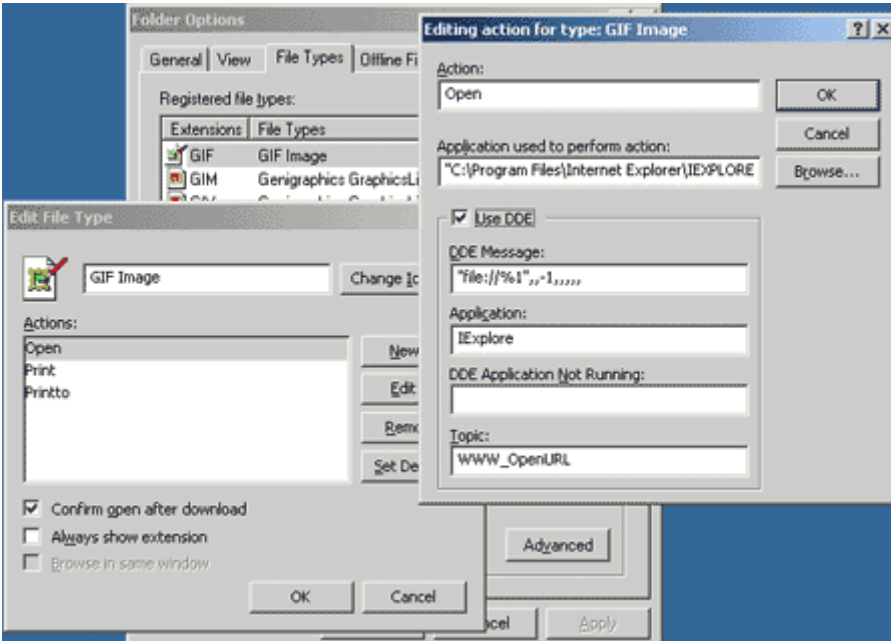 Folder Options
General View File Types Offline Fi
Registered file types:
Extensions File Types
GIF GIF Image
GIM Genigraphics GraphicsLi
Edit File Type
GIF Image
Change Ic
Actions:
Open
Print
Printto
New
Edit
Remo
Set De
Confirm open after download
Always show extension
Browse in same window
OK Cancel
Advanced
ncel Apply
Editing action for type: GIF Image
Action:
Open
OK
Cancel
Application used to perform action:
"C:\Program Files\Internet Explorer\IEXPLORE
Browse...
Use DDE
DDE Message:
"file://%1",,-1,,,,,
Application:
IExplore
DDE Application Not Running:
Topic:
WWW_OpenURL